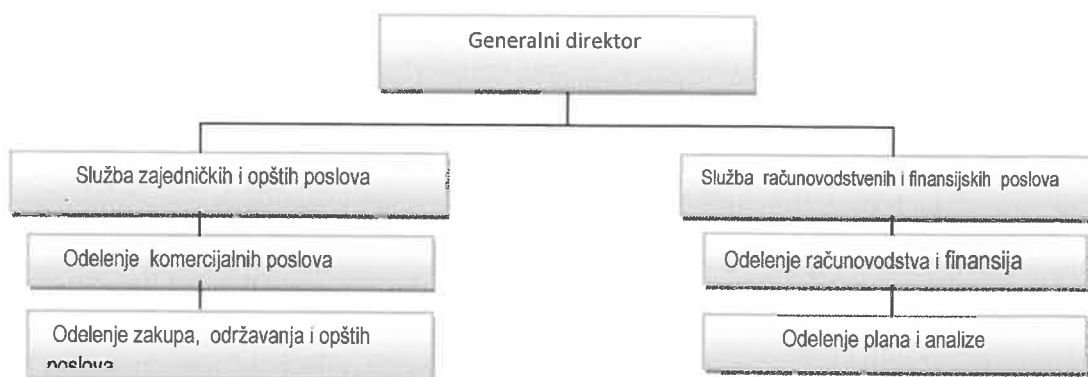 Generalni direktor
Služba zajedničkih i opštih poslova
Služba računovodstvenih i finansijskih poslova
Odelenje komercijalnih poslova
Odelenje računovodstva i finansija
Odelenje zakupa, održavanja i opštih
poslova
Odelenje plana i analize